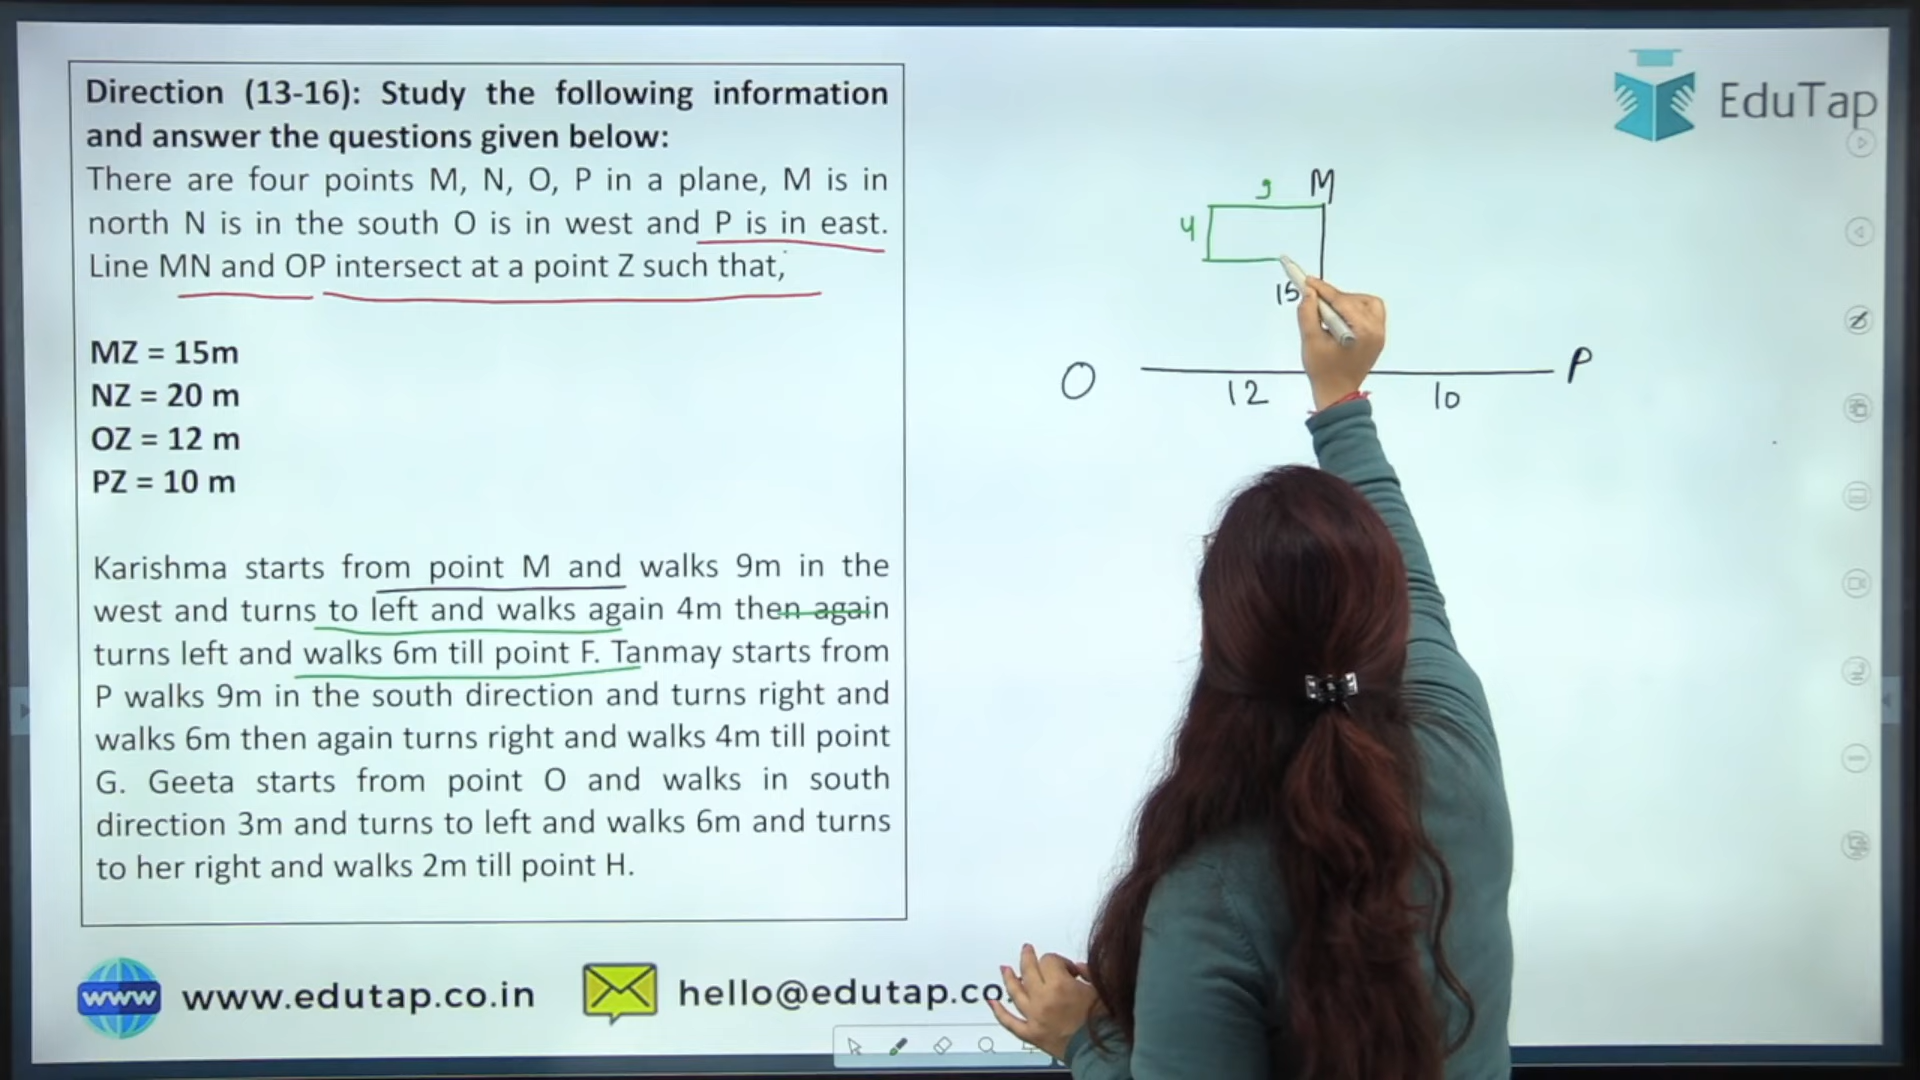 Direction (13-16): Study the following information
and answer the questions given below:
There are four points M, N, O, P in a plane, M is in
north N is in the south O is in west and P is in east.
Line MN and OP intersect at a point Z such that,
MZ = 15m
NZ = 20 m
OZ = 12 m
PZ = 10 m
Karishma starts from point M and walks 9m in the
west and turns to left and walks again 4m then again
turns left and walks 6m till point F. Tanmay starts from
P walks 9m in the south direction and turns right and
walks 6m then again turns right and walks 4m till point
G. Geeta starts from point O and walks in south
direction 3m and turns to left and walks 6m and turns
to her right and walks 2m till point H.
www www.edutap.co.in
hello@edutap.co.
EduTap
9 M
4
15
O P
12 10